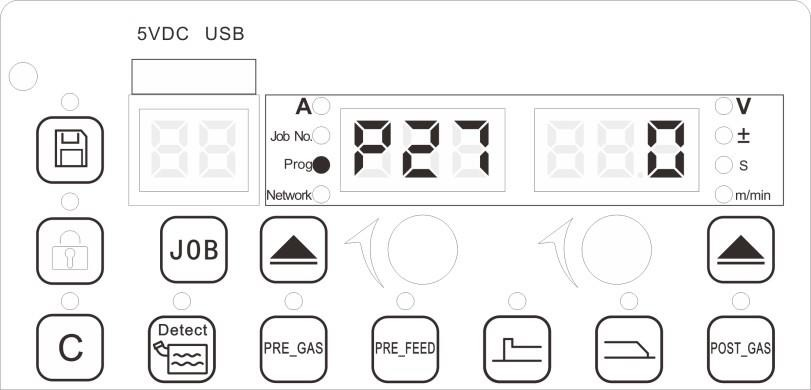 5VDC USB
A
V
Job No.
±
Prog
P27
0
S
Network
m/min
JOB
C
Detect
PRE_GAS
PRE_FEED
POST_GAS